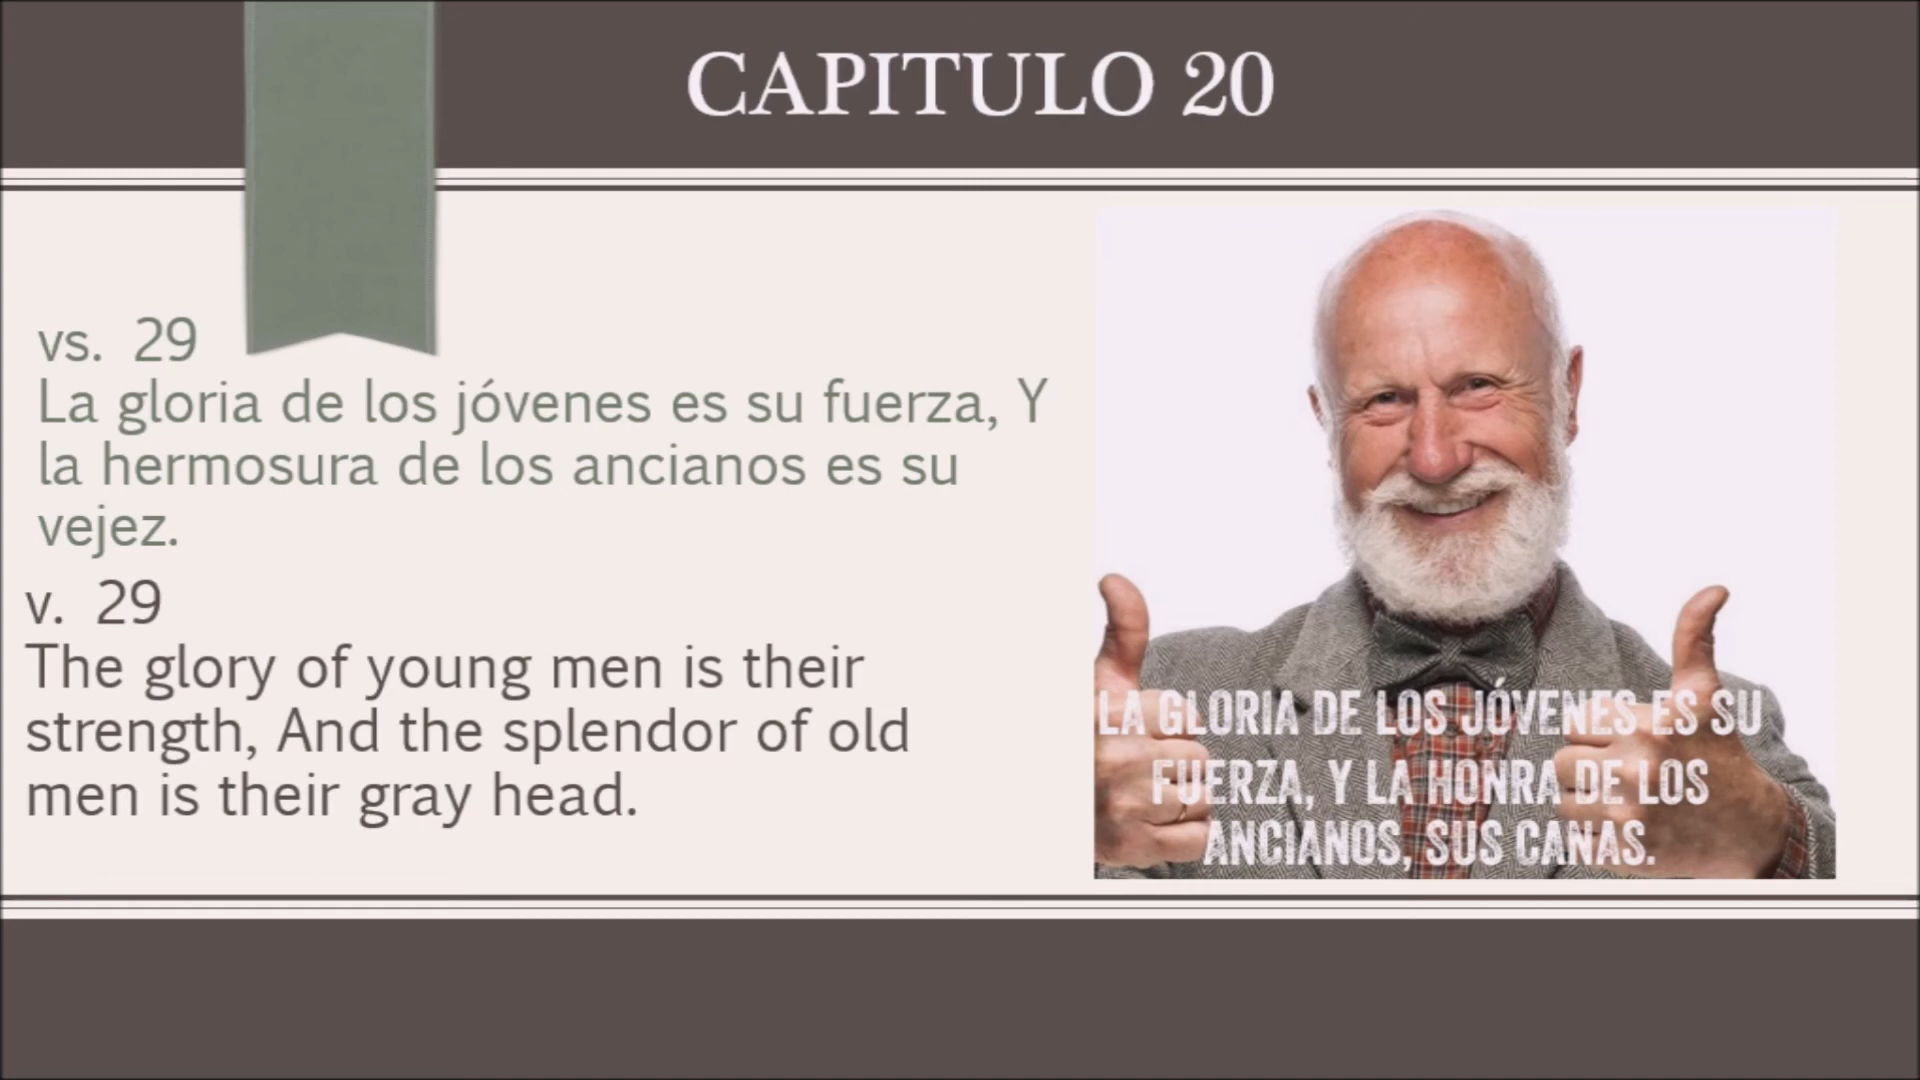 CAPITULO 20
vs. 29
La gloria de los jóvenes es su fuerza, Y
la hermosura de los ancianos es su
vejez.
v. 29
The glory of young men is their
strength, And the splendor of old
men is their gray head.
LA GLORIA DE LOS JÓVENES ES SU
FUERZA, Y LA HONRA DE LOS
ANCIANOS, SUS CANAS.